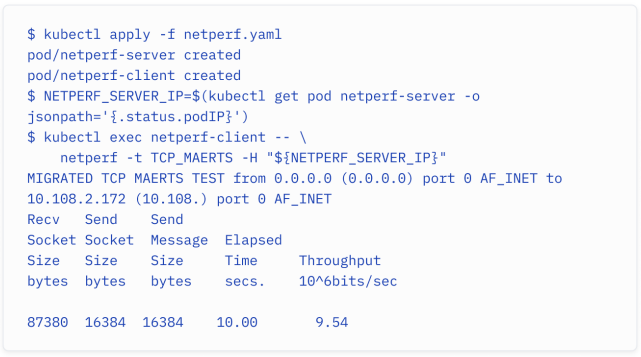 $ kubectl apply -f netperf.yaml
pod/netperf-server created
pod/netperf-client created
$ NETPERF_SERVER_IP=$(kubectl get pod netperf-server -o
jsonpath='{.status.podIP}')
$ kubectl exec netperf-client -- \
    netperf -t TCP_MAERTS -H "${NETPERF_SERVER_IP}"
MIGRATED TCP MAERTS TEST from 0.0.0.0 (0.0.0.0) port 0 AF_INET to
10.108.2.172 (10.108.) port 0 AF_INET
Recv   Send    Send
Socket Socket  Message  Elapsed
Size   Size    Size     Time     Throughput
bytes  bytes   bytes    secs.    10^6bits/sec

87380  16384  16384    10.00       9.54